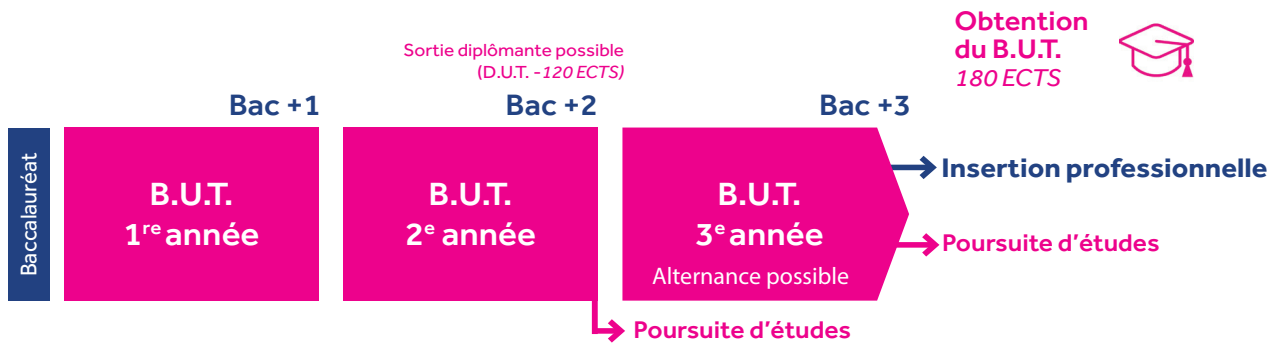 Obtention
du B.U.T.
180 ECTS
Sortie diplômante possible
(D.U.T. -120 ECTS)
Bac +1
Bac +2
Bac +3
Baccalauréat
B.U.T.
1re année
B.U.T.
2e année
B.U.T.
3e année
Alternance possible
Insertion professionnelle
Poursuite d'études
Poursuite d'études